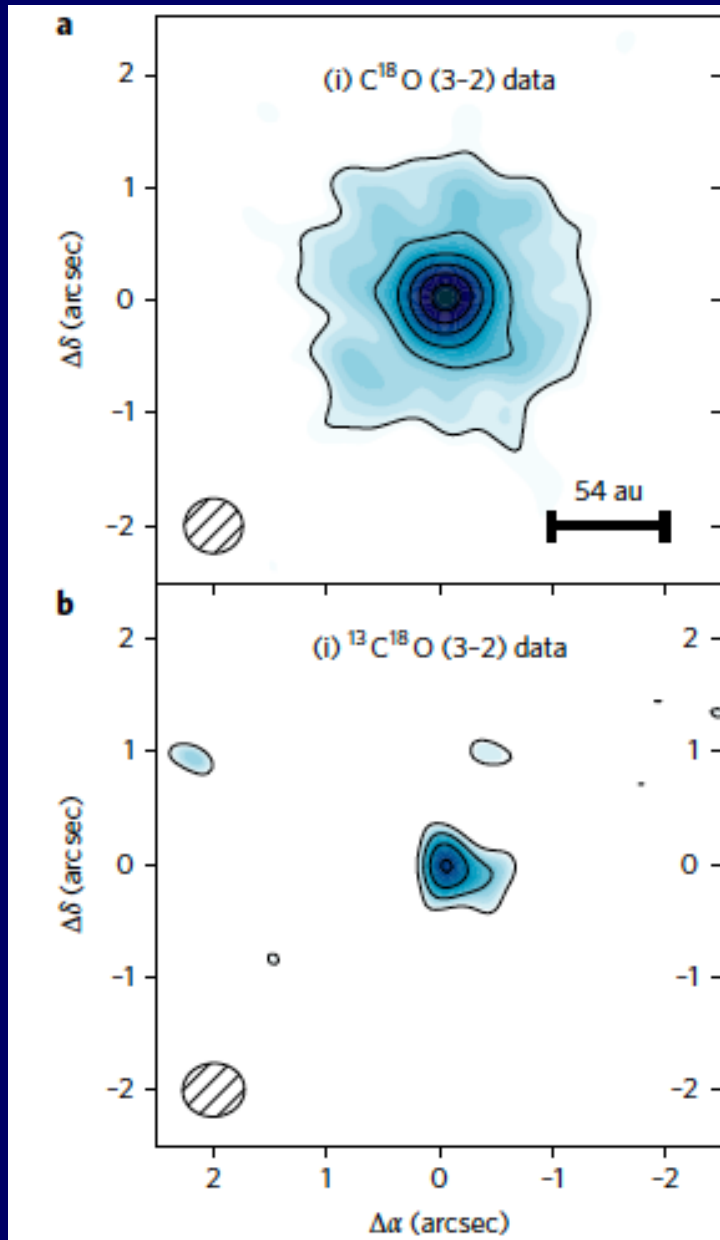 a
(i) C¹⁸O (3–2) data
2
1
0
−1
−2
Δδ (arcsec)
54 au
b
(i) ¹³C¹⁸O (3–2) data
2
1
0
−1
−2
Δδ (arcsec)
2
1
0
−1
−2
2
1
0
−1
−2
Δα (arcsec)